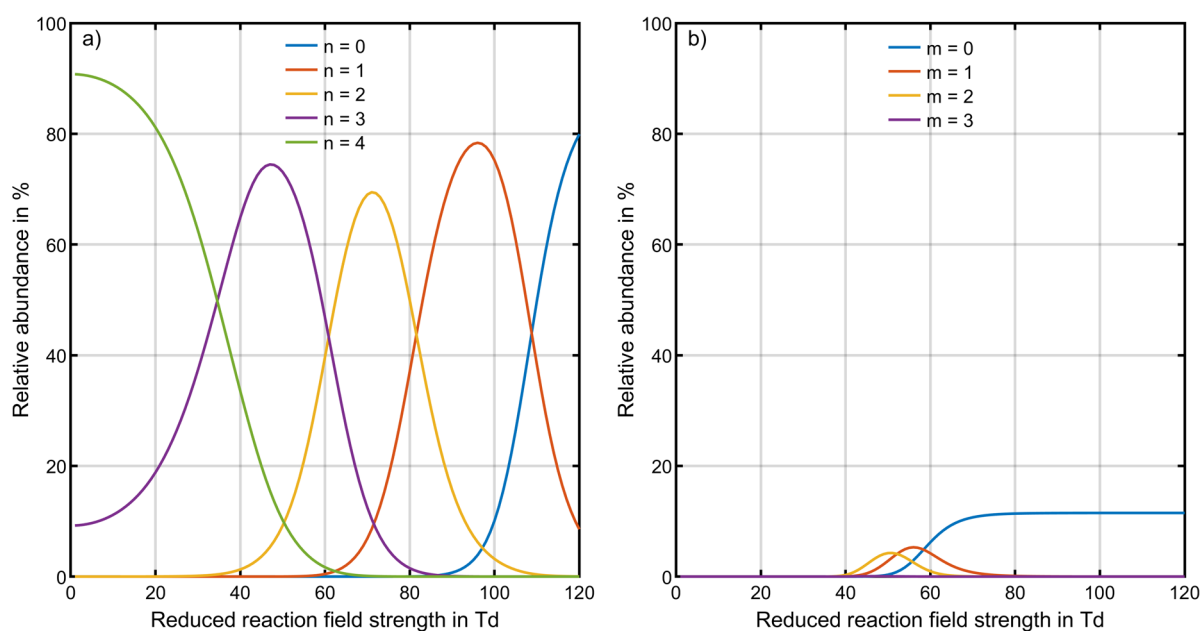 a)
n = 0
n = 1
n = 2
n = 3
n = 4
100
80
60
40
20
0
0 20 40 60 80 100 120
Relative abundance in %
Reduced reaction field strength in Td
b)
m = 0
m = 1
m = 2
m = 3
100
80
60
40
20
0
0 20 40 60 80 100 120
Relative abundance in %
Reduced reaction field strength in Td